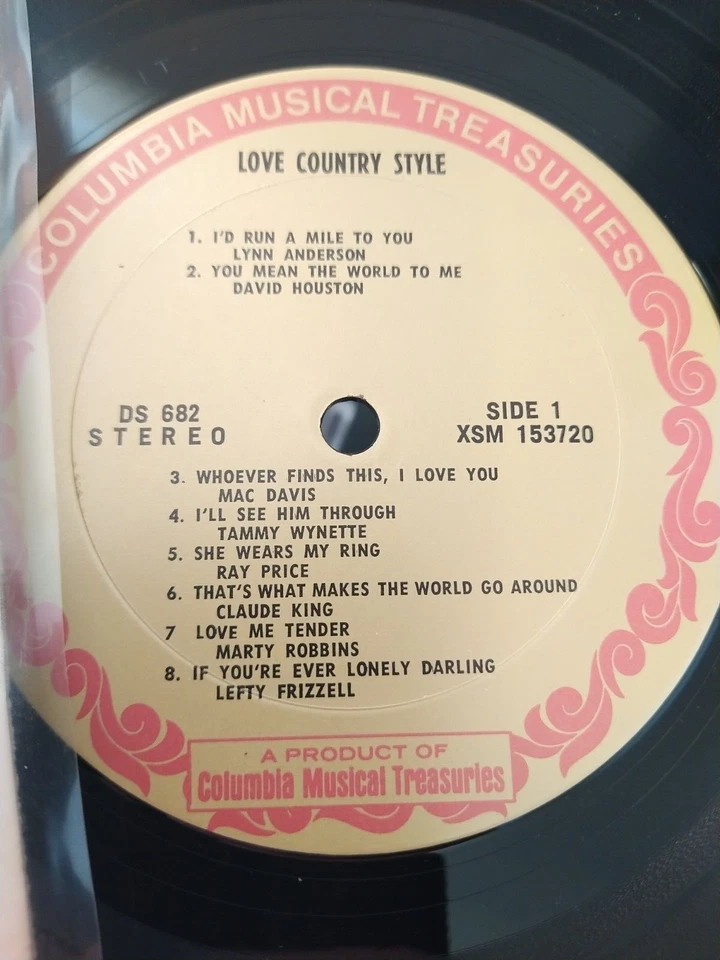 COLUMBIA MUSICAL TREASURIES
LOVE COUNTRY STYLE
1. I'D RUN A MILE TO YOU
LYNN ANDERSON
2. YOU MEAN THE WORLD TO ME
DAVID HOUSTON
DS 682
STEREO
SIDE 1
XSM 153720
3. WHOEVER FINDS THIS, I LOVE YOU
MAC DAVIS
4. I'LL SEE HIM THROUGH
TAMMY WYNETTE
5. SHE WEARS MY RING
RAY PRICE
6. THAT'S WHAT MAKES THE WORLD GO AROUND
CLAUDE KING
7 LOVE ME TENDER
MARTY ROBBINS
8. IF YOU'RE EVER LONELY DARLING
LEFTY FRIZZELL
A PRODUCT OF
Columbia Musical Treasuries